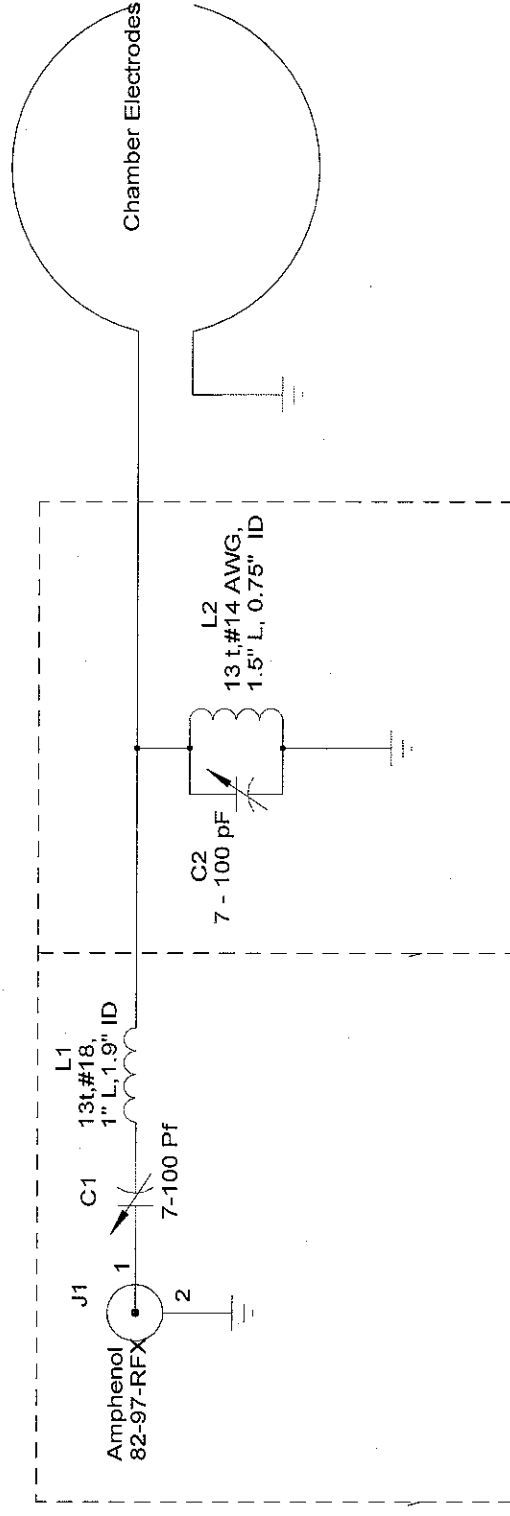 Amphenol
82-97-RFX
J1
1
2
C1
7-100 Pf
L1
13t,#18,
1" L,1.9" ID
C2
7 - 100 pF
L2
13 t,#14 AWG,
1.5" L, 0.75" ID
Chamber Electrodes